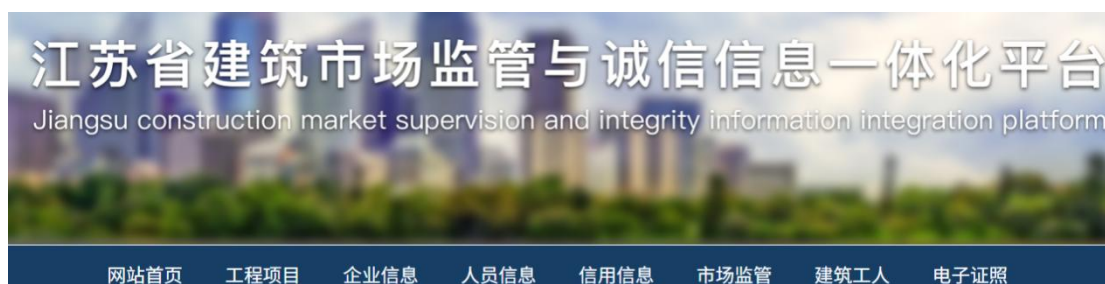 江苏省建筑市场监管与诚信信息一体化平台
Jiangsu construction market supervision and integrity information integration platform
网站首页 工程项目 企业信息 人员信息 信用信息 市场监管 建筑工人 电子证照